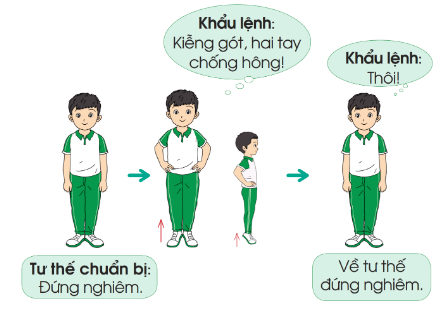 Khẩu lệnh:
Kiễng gót, hai tay
chống hông!
Khẩu lệnh:
Thôi!
Tư thế chuẩn bị:
Đứng nghiêm.
Về tư thế
đứng nghiêm.